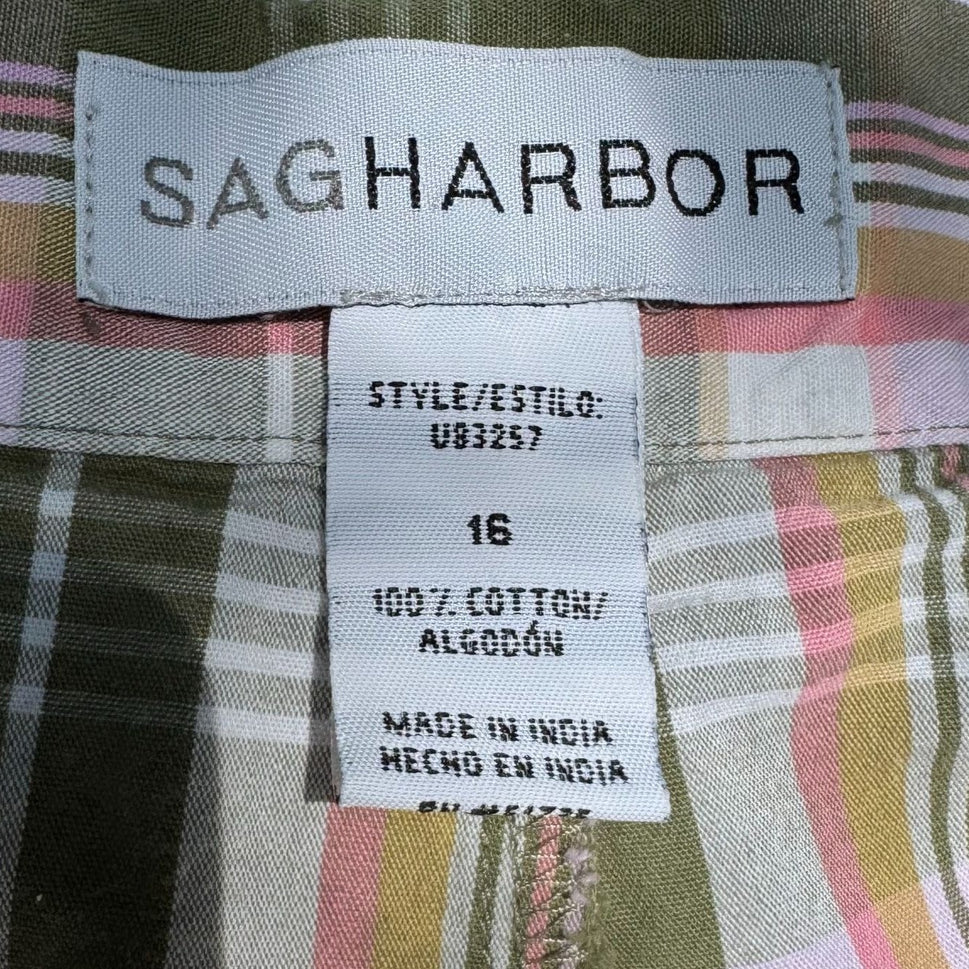 SAGHARBOR
STYLE/ESTILO:
U83257
16
100% COTTON/
ALGODÓN
MADE IN INDIA
HECHO EN INDIA